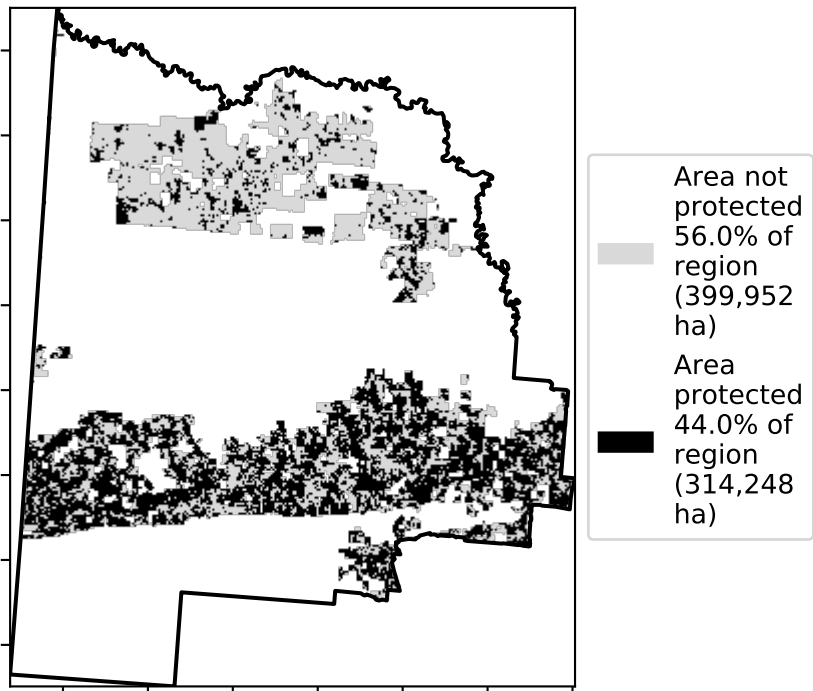 Area not
protected
56.0% of
region
(399,952
ha)
Area
protected
44.0% of
region
(314,248
ha)